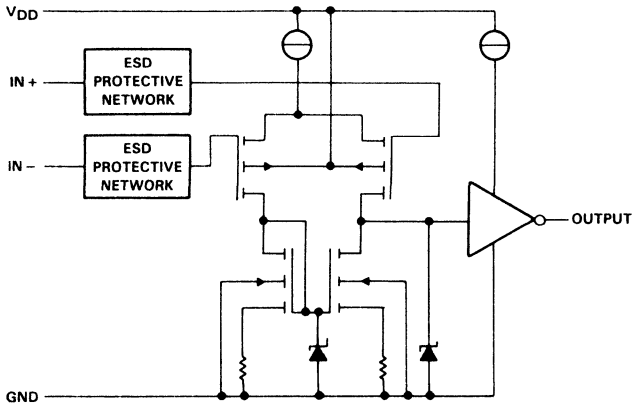 VDD
ESD
PROTECTIVE
NETWORK
IN +
ESD
PROTECTIVE
NETWORK
IN −
OUTPUT
GND